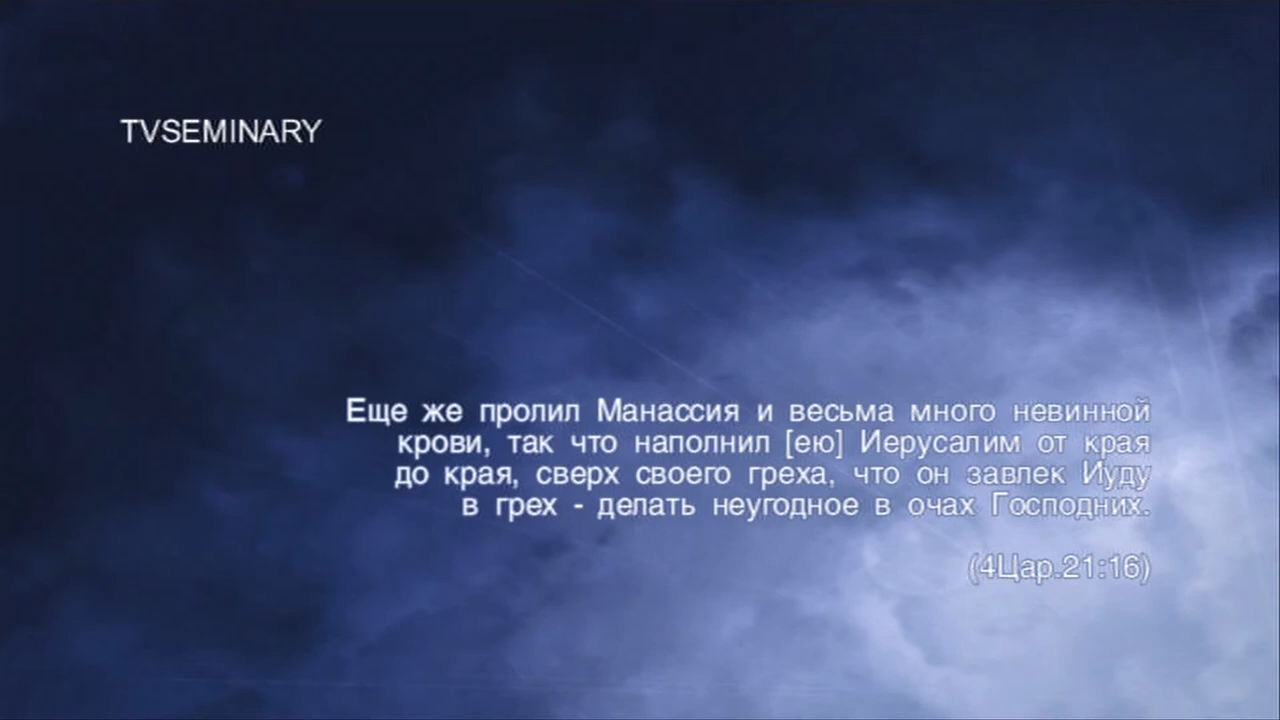 TVSEMINARY
Еще же пролил Манассия и весьма много невинной
крови, так что наполнил [ею] Иерусалим от края
до края, сверх своего греха, что он завлек Иуду
в грех - делать неугодное в очах Господних.
(4Цар.21:16)